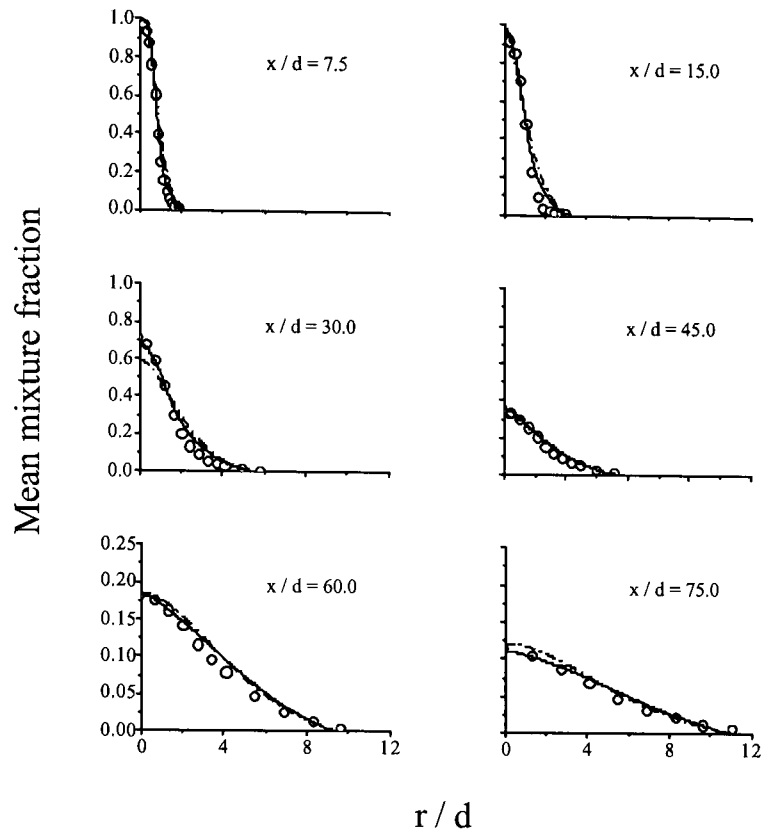 1.0
0.8
0.6
0.4
0.2
0.0
x / d = 7.5
x / d = 15.0
Mean mixture fraction
1.0
0.8
0.6
0.4
0.2
0.0
x / d = 30.0
x / d = 45.0
0.25
0.20
0.15
0.10
0.05
0.00
x / d = 60.0
x / d = 75.0
0 4 8 12
0 4 8 12
r / d